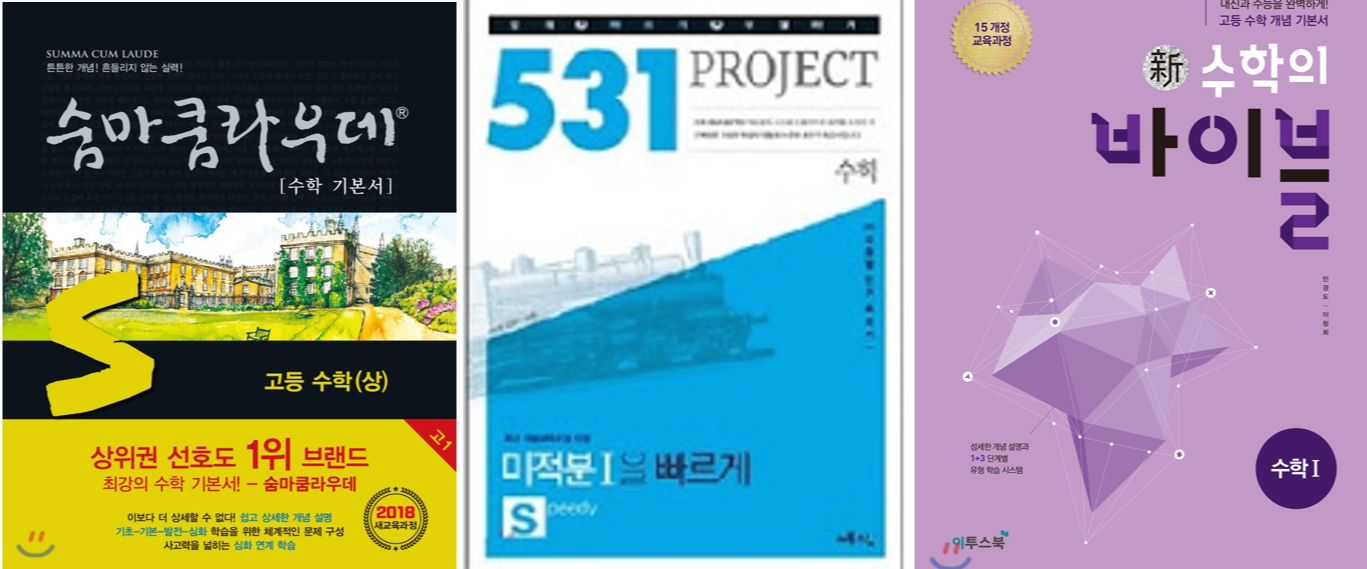 SUMMA CUM LAUDE
튼튼한 개념! 흔들리지 않는 실력!
숨마쿰라우데®
[수학 기본서]
고등 수학(상)
고1
상위권 선호도 1위 브랜드
최강의 수학 기본서! - 숨마쿰라우데
이보다 더 상세할 수 없다! 쉽고 상세한 개념 설명
기초-기본-발전-심화 학습을 위한 체계적인 문제 구성
사고력을 넓히는 심화 연계 학습
2018
새교육과정
531 PROJECT
수학
미적분 I 을 빠르게
Speedy
내신과 수능을 완벽하게!
고등 수학 개념 기본서
15 개정
교육과정
新 수학의
바이블
민경도 · 이창희
섬세한 개념 설명과
1+3 단계별
유형 학습 시스템
수학 I
이투스북